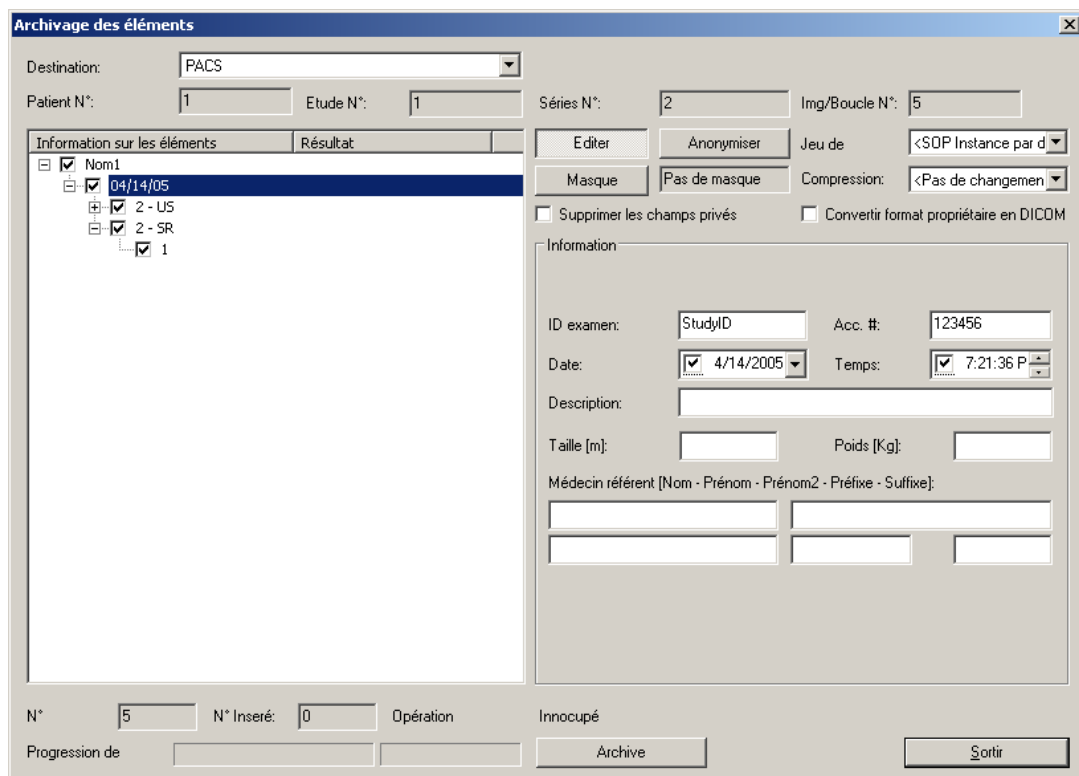 Archivage des éléments
Destination: PACS
Patient N°: 1 Etude N°: 1 Séries N°: 2 Img/Boucle N°: 5
Information sur les éléments Résultat
Nom1
04/14/05
2 - US
2 - SR
1
Editer Anonymiser Jeu de <SOP Instance par d
Masque Pas de masque Compression: <Pas de changemen
Supprimer les champs privés Convertir format propriétaire en DICOM
Information
ID examen: StudyID Acc. #: 123456
Date: 4/14/2005 Temps: 7:21:36 P
Description:
Taille [m]: Poids [Kg]:
Médecin référent [Nom - Prénom - Prénom2 - Préfixe - Suffixe]:
N° 5 N° Inseré: 0 Opération Innocupé
Progression de Archive Sortir